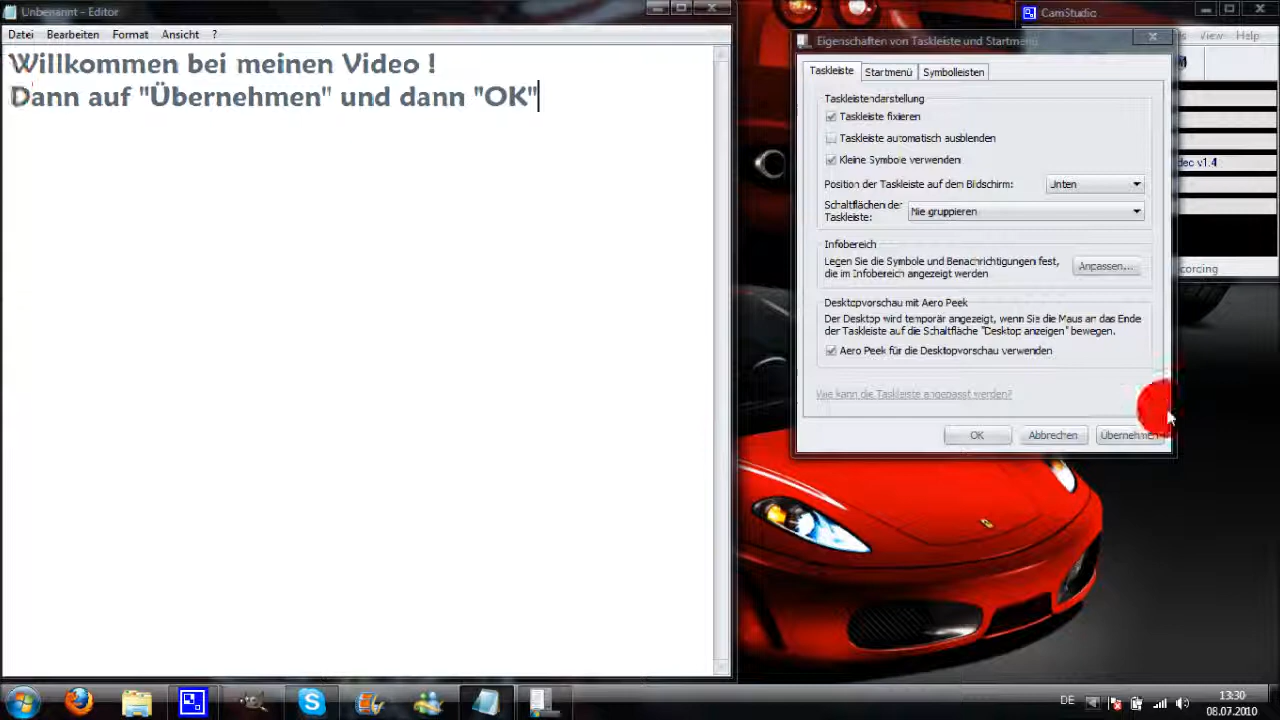 Unbenannt - Editor
Datei Bearbeiten Format Ansicht ?
Willkommen bei meinen Video !
Dann auf "Übernehmen" und dann "OK"
CamStudio
View Help
Eigenschaften von Taskleiste und Startmenü
Taskleiste Startmenü Symbolleisten
Taskleistendarstellung
Taskleiste fixieren
Taskleiste automatisch ausblenden
Kleine Symbole verwenden
Position der Taskleiste auf dem Bildschirm: Unten
Schaltflächen der
Taskleiste: Nie gruppieren
Infobereich
Legen Sie die Symbole und Benachrichtigungen fest,
die im Infobereich angezeigt werden
Anpassen...
Desktopvorschau mit Aero Peek
Der Desktop wird temporär angezeigt, wenn Sie die Maus an das Ende
der Taskleiste auf die Schaltfläche "Desktop anzeigen" bewegen.
Aero Peek für die Desktopvorschau verwenden
Wie kann die Taskleiste angepasst werden?
OK Abbrechen Übernehmen
dec v1.4
cording
DE
13:30
08.07.2010